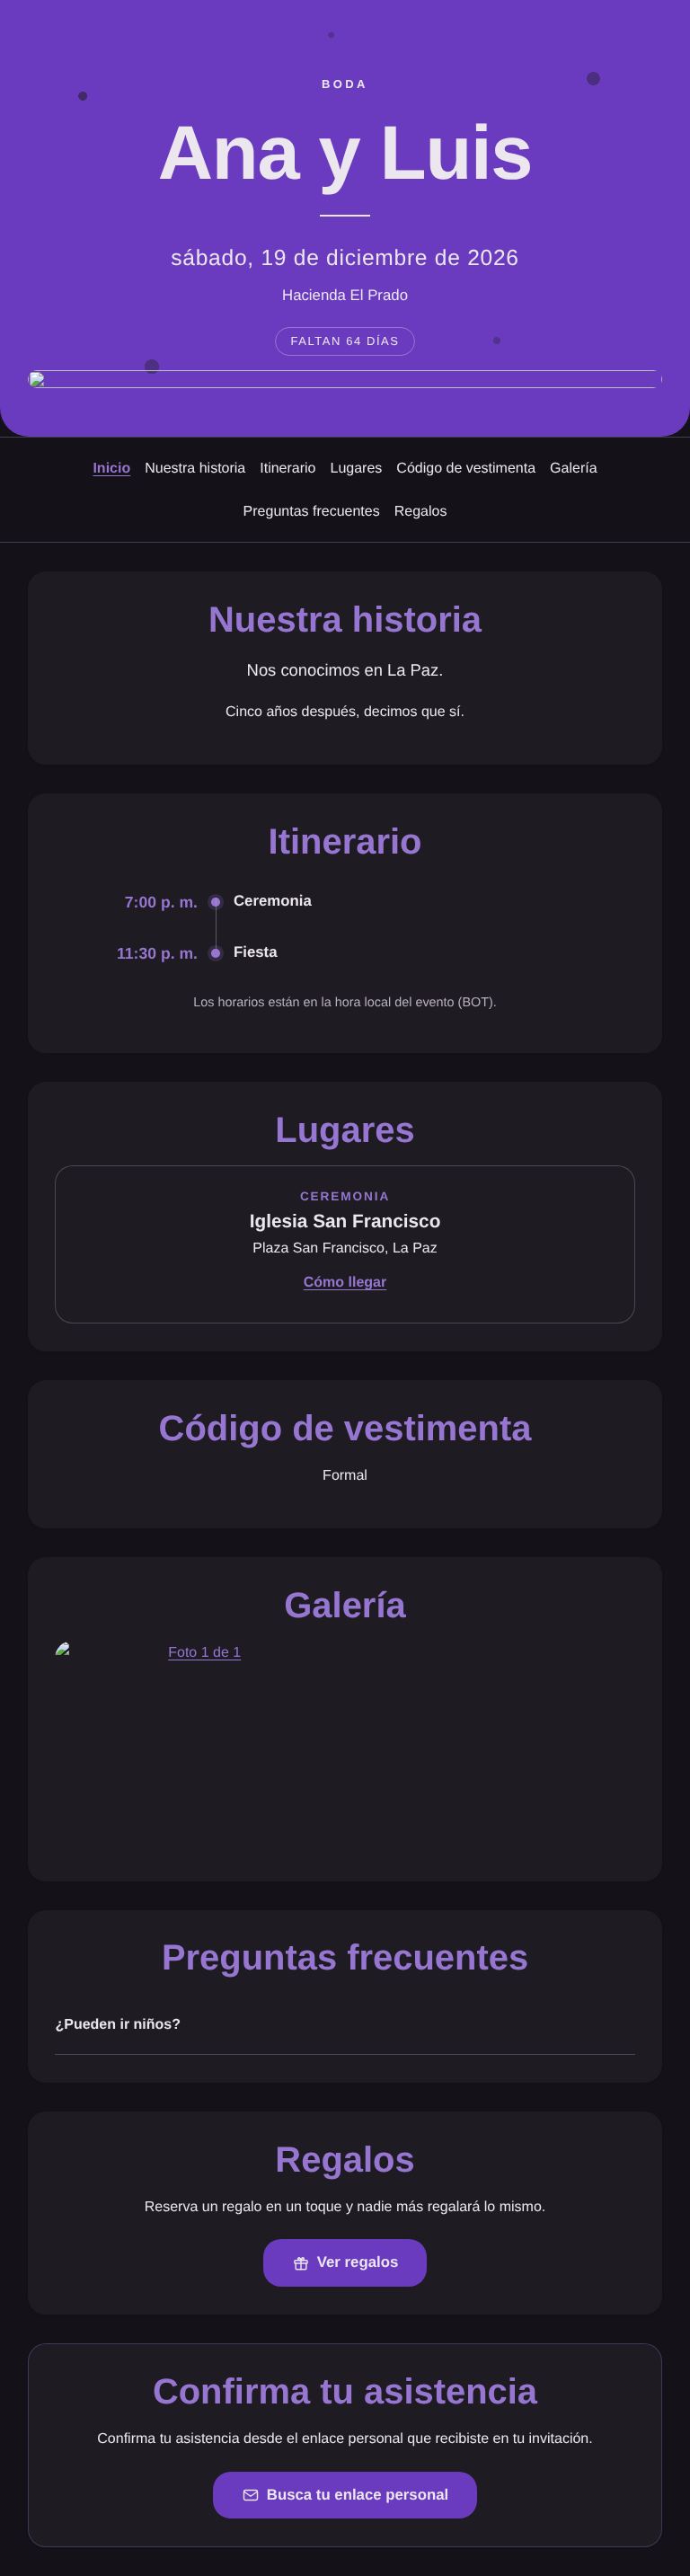 BODA
Ana y Luis
sábado, 19 de diciembre de 2026
Hacienda El Prado
FALTAN 64 DÍAS
Inicio Nuestra historia Itinerario Lugares Código de vestimenta Galería
Preguntas frecuentes Regalos
Nuestra historia
Nos conocimos en La Paz.
Cinco años después, decimos que sí.
Itinerario
7:00 p. m. Ceremonia
11:30 p. m. Fiesta
Los horarios están en la hora local del evento (BOT).
Lugares
CEREMONIA
Iglesia San Francisco
Plaza San Francisco, La Paz
Cómo llegar
Código de vestimenta
Formal
Galería
Foto 1 de 1
Preguntas frecuentes
¿Pueden ir niños?
Regalos
Reserva un regalo en un toque y nadie más regalará lo mismo.
Ver regalos
Confirma tu asistencia
Confirma tu asistencia desde el enlace personal que recibiste en tu invitación.
Busca tu enlace personal